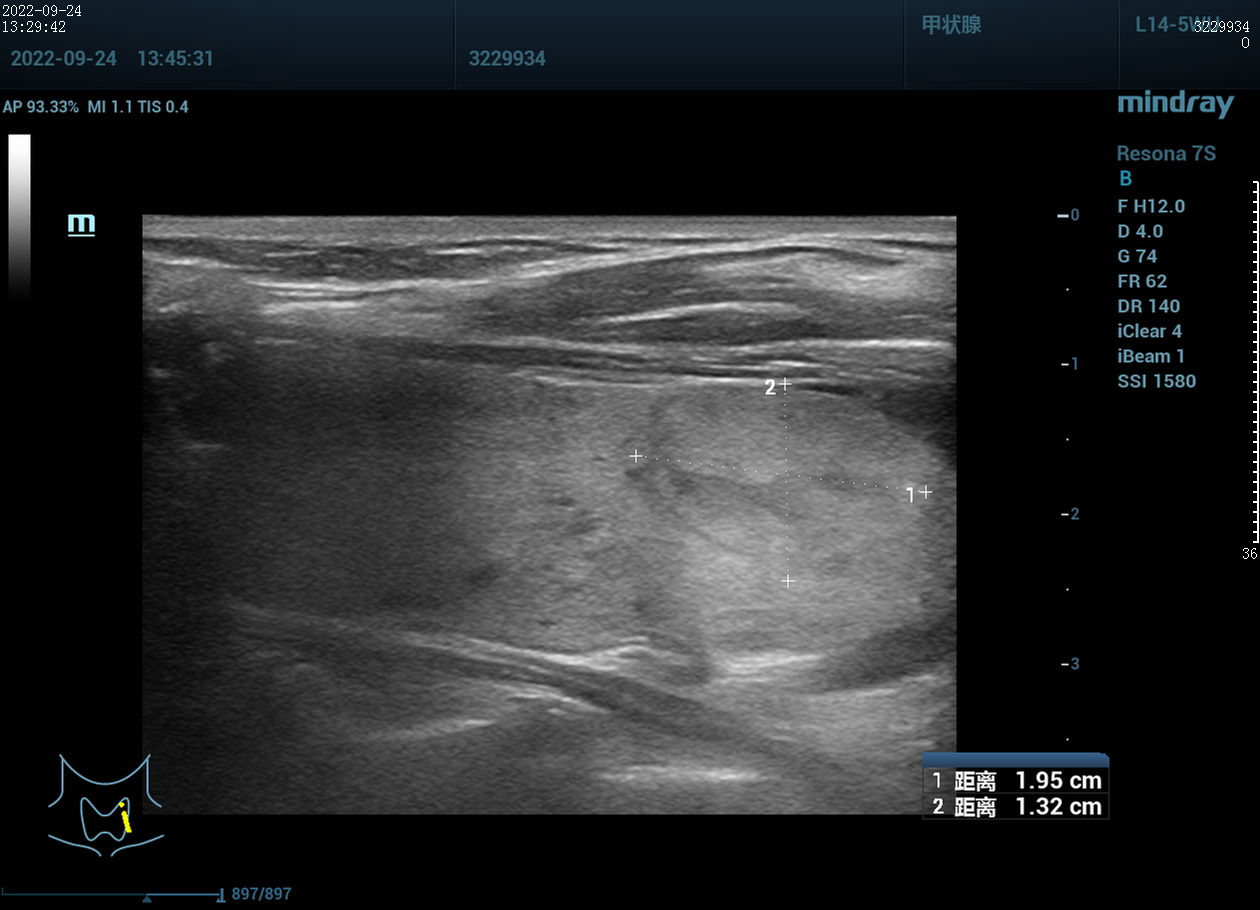 2022-09-24
13:29:42
2022-09-24 13:45:31
3229934
甲状腺
L14-5WU
3229934
0
AP 93.33% MI 1.1 TIS 0.4
mindray
Resona 7S
B
F H12.0
D 4.0
G 74
FR 62
DR 140
iClear 4
iBeam 1
SSI 1580
m
0
1
2
3
36
2
1
1 距离 1.95 cm
2 距离 1.32 cm
897/897